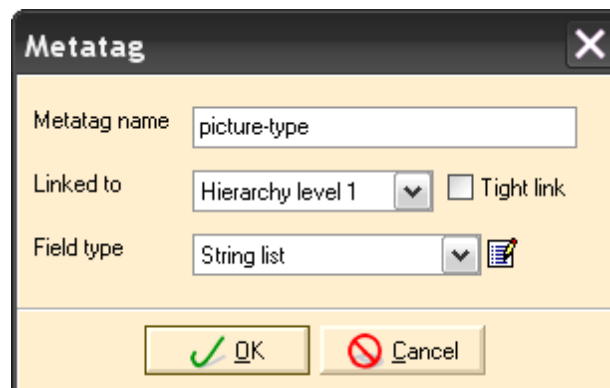 Metatag
Metatag name picture-type
Linked to Hierarchy level 1 Tight link
Field type String list
OK Cancel